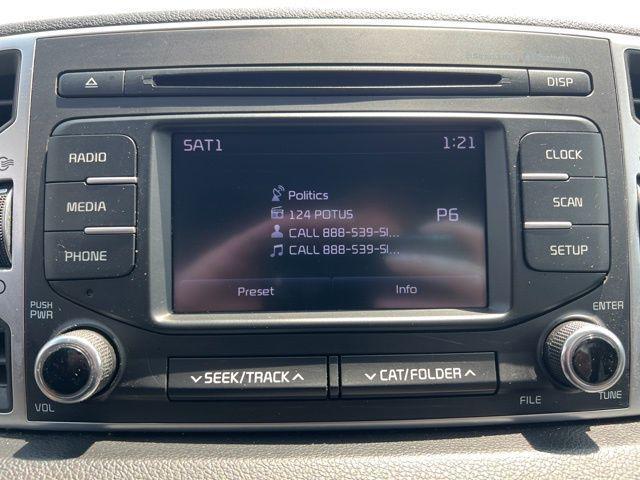 DISP
SAT1 1:21
Politics
124 POTUS
P6
CALL 888-539-SI...
CALL 888-539-SI...
Preset Info
RADIO
MEDIA
PHONE
CLOCK
SCAN
SETUP
PUSH
PWR
VOL
SEEK/TRACK
CAT/FOLDER
ENTER
FILE
TUNE